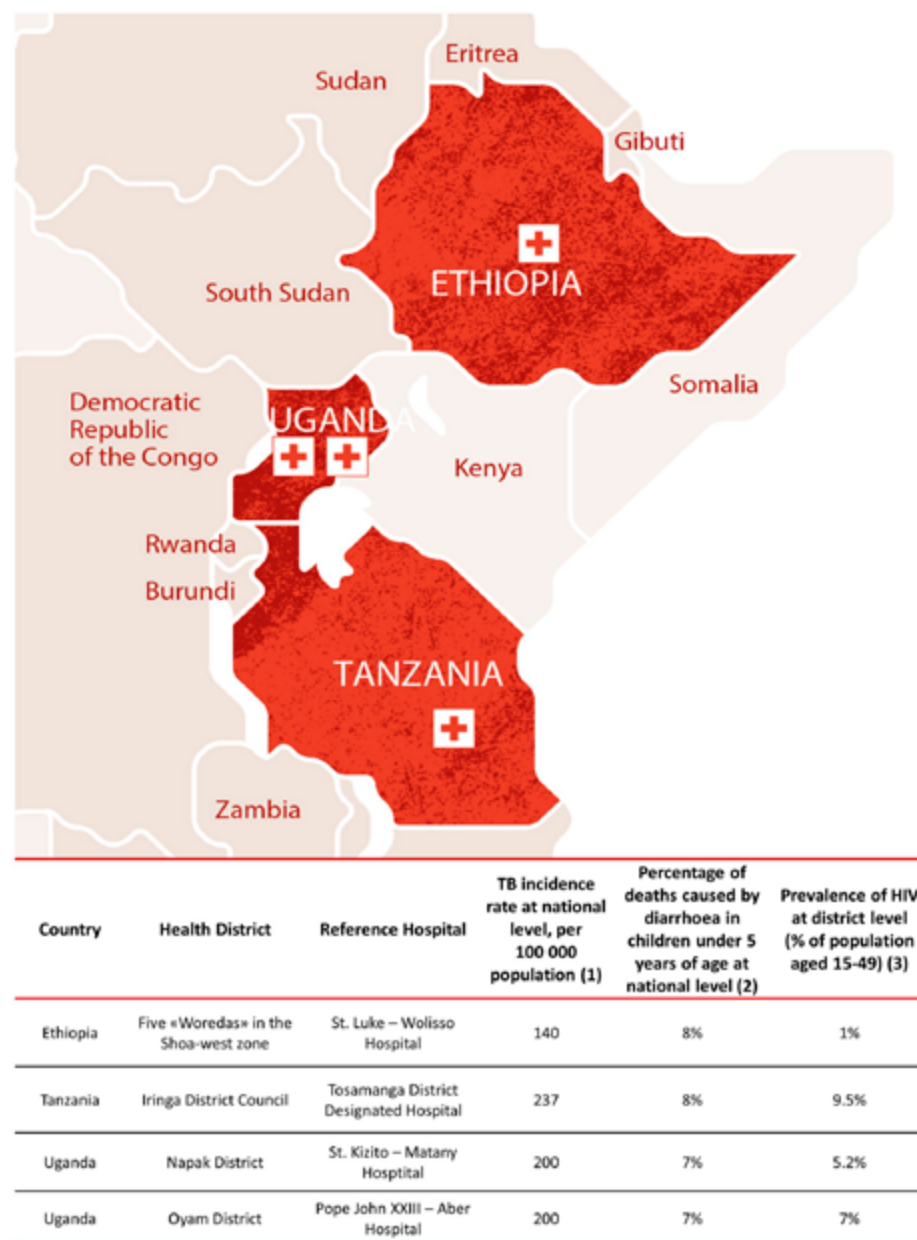 Eritrea
Sudan
Gibuti
ETHIOPIA
South Sudan
Somalia
Democratic
Republic
of the Congo
UGANDA
Kenya
Rwanda
Burundi
TANZANIA
Zambia
Country Health District Reference Hospital TB incidence rate at national level, per 100 000 population (1) Percentage of deaths caused by diarrhoea in children under 5 years of age at national level (2) Prevalence of HIV at district level (% of population aged 15-49) (3)
Ethiopia Five «Woredas» in the Shoa-west zone St. Luke – Wolisso Hospital 140 8% 1%
Tanzania Iringa District Council Tosamanga District Designated Hospital 237 8% 9.5%
Uganda Napak District St. Kizito – Matany Hosptital 200 7% 5.2%
Uganda Oyam District Pope John XXIII – Aber Hospital 200 7% 7%